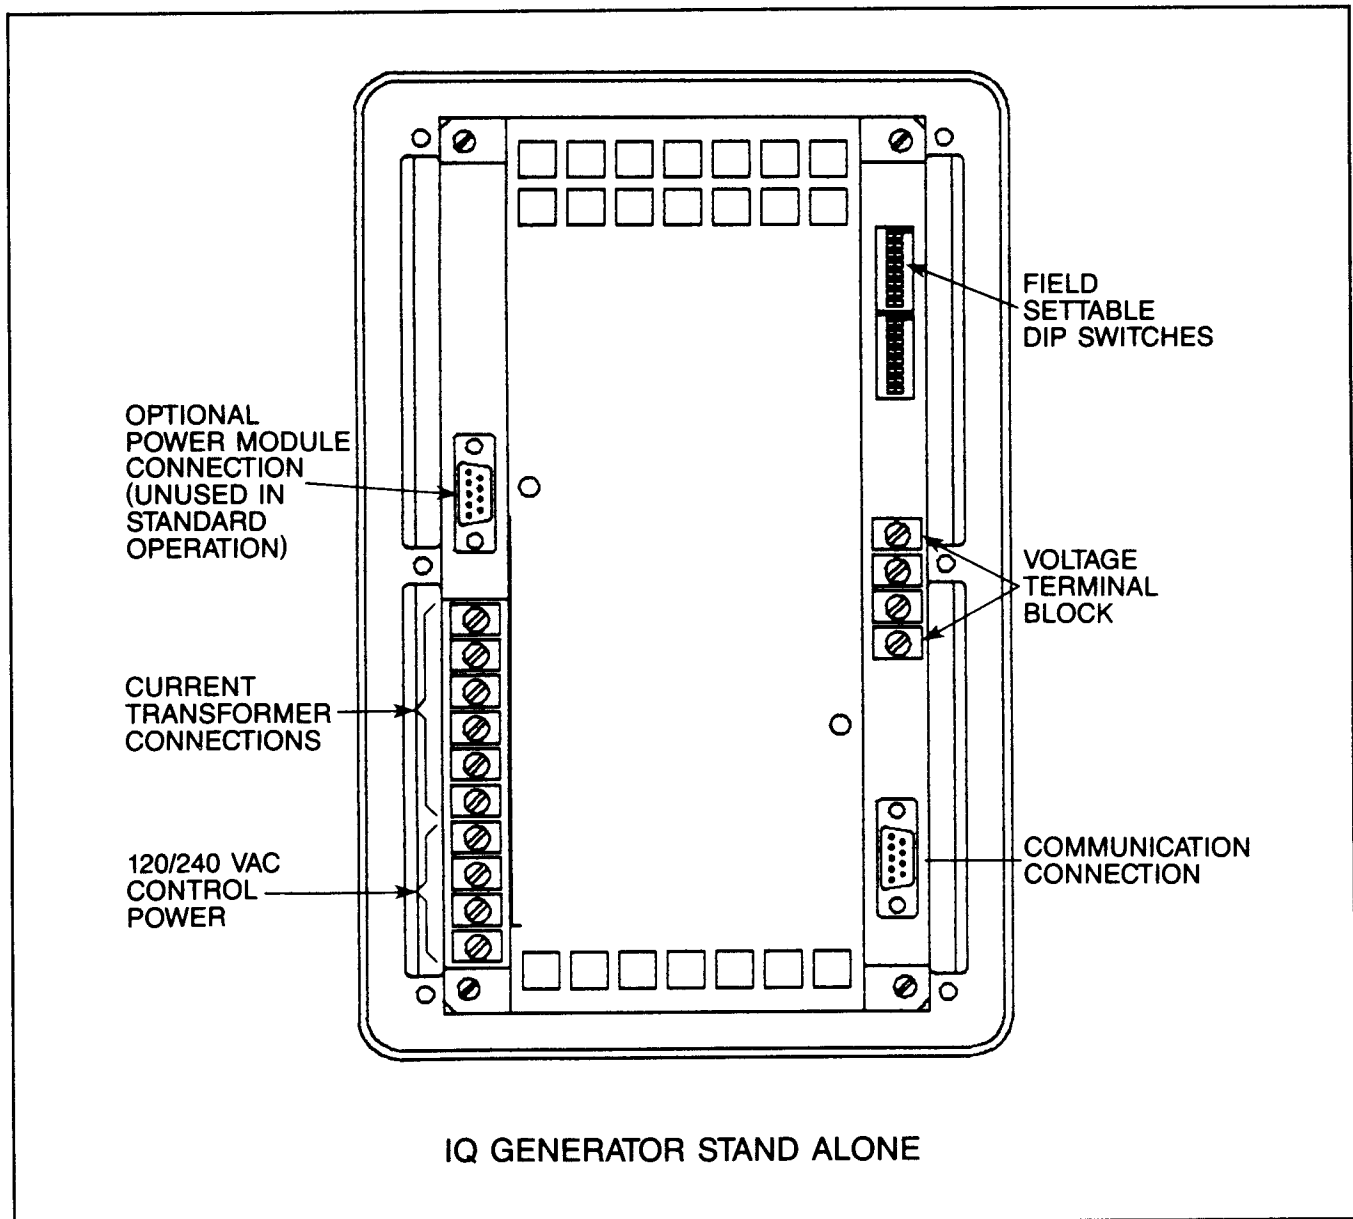 FIELD
SETTABLE
DIP SWITCHES
OPTIONAL
POWER MODULE
CONNECTION
(UNUSED IN
STANDARD
OPERATION)
VOLTAGE
TERMINAL
BLOCK
CURRENT
TRANSFORMER
CONNECTIONS
120/240 VAC
CONTROL
POWER
COMMUNICATION
CONNECTION
IQ GENERATOR STAND ALONE